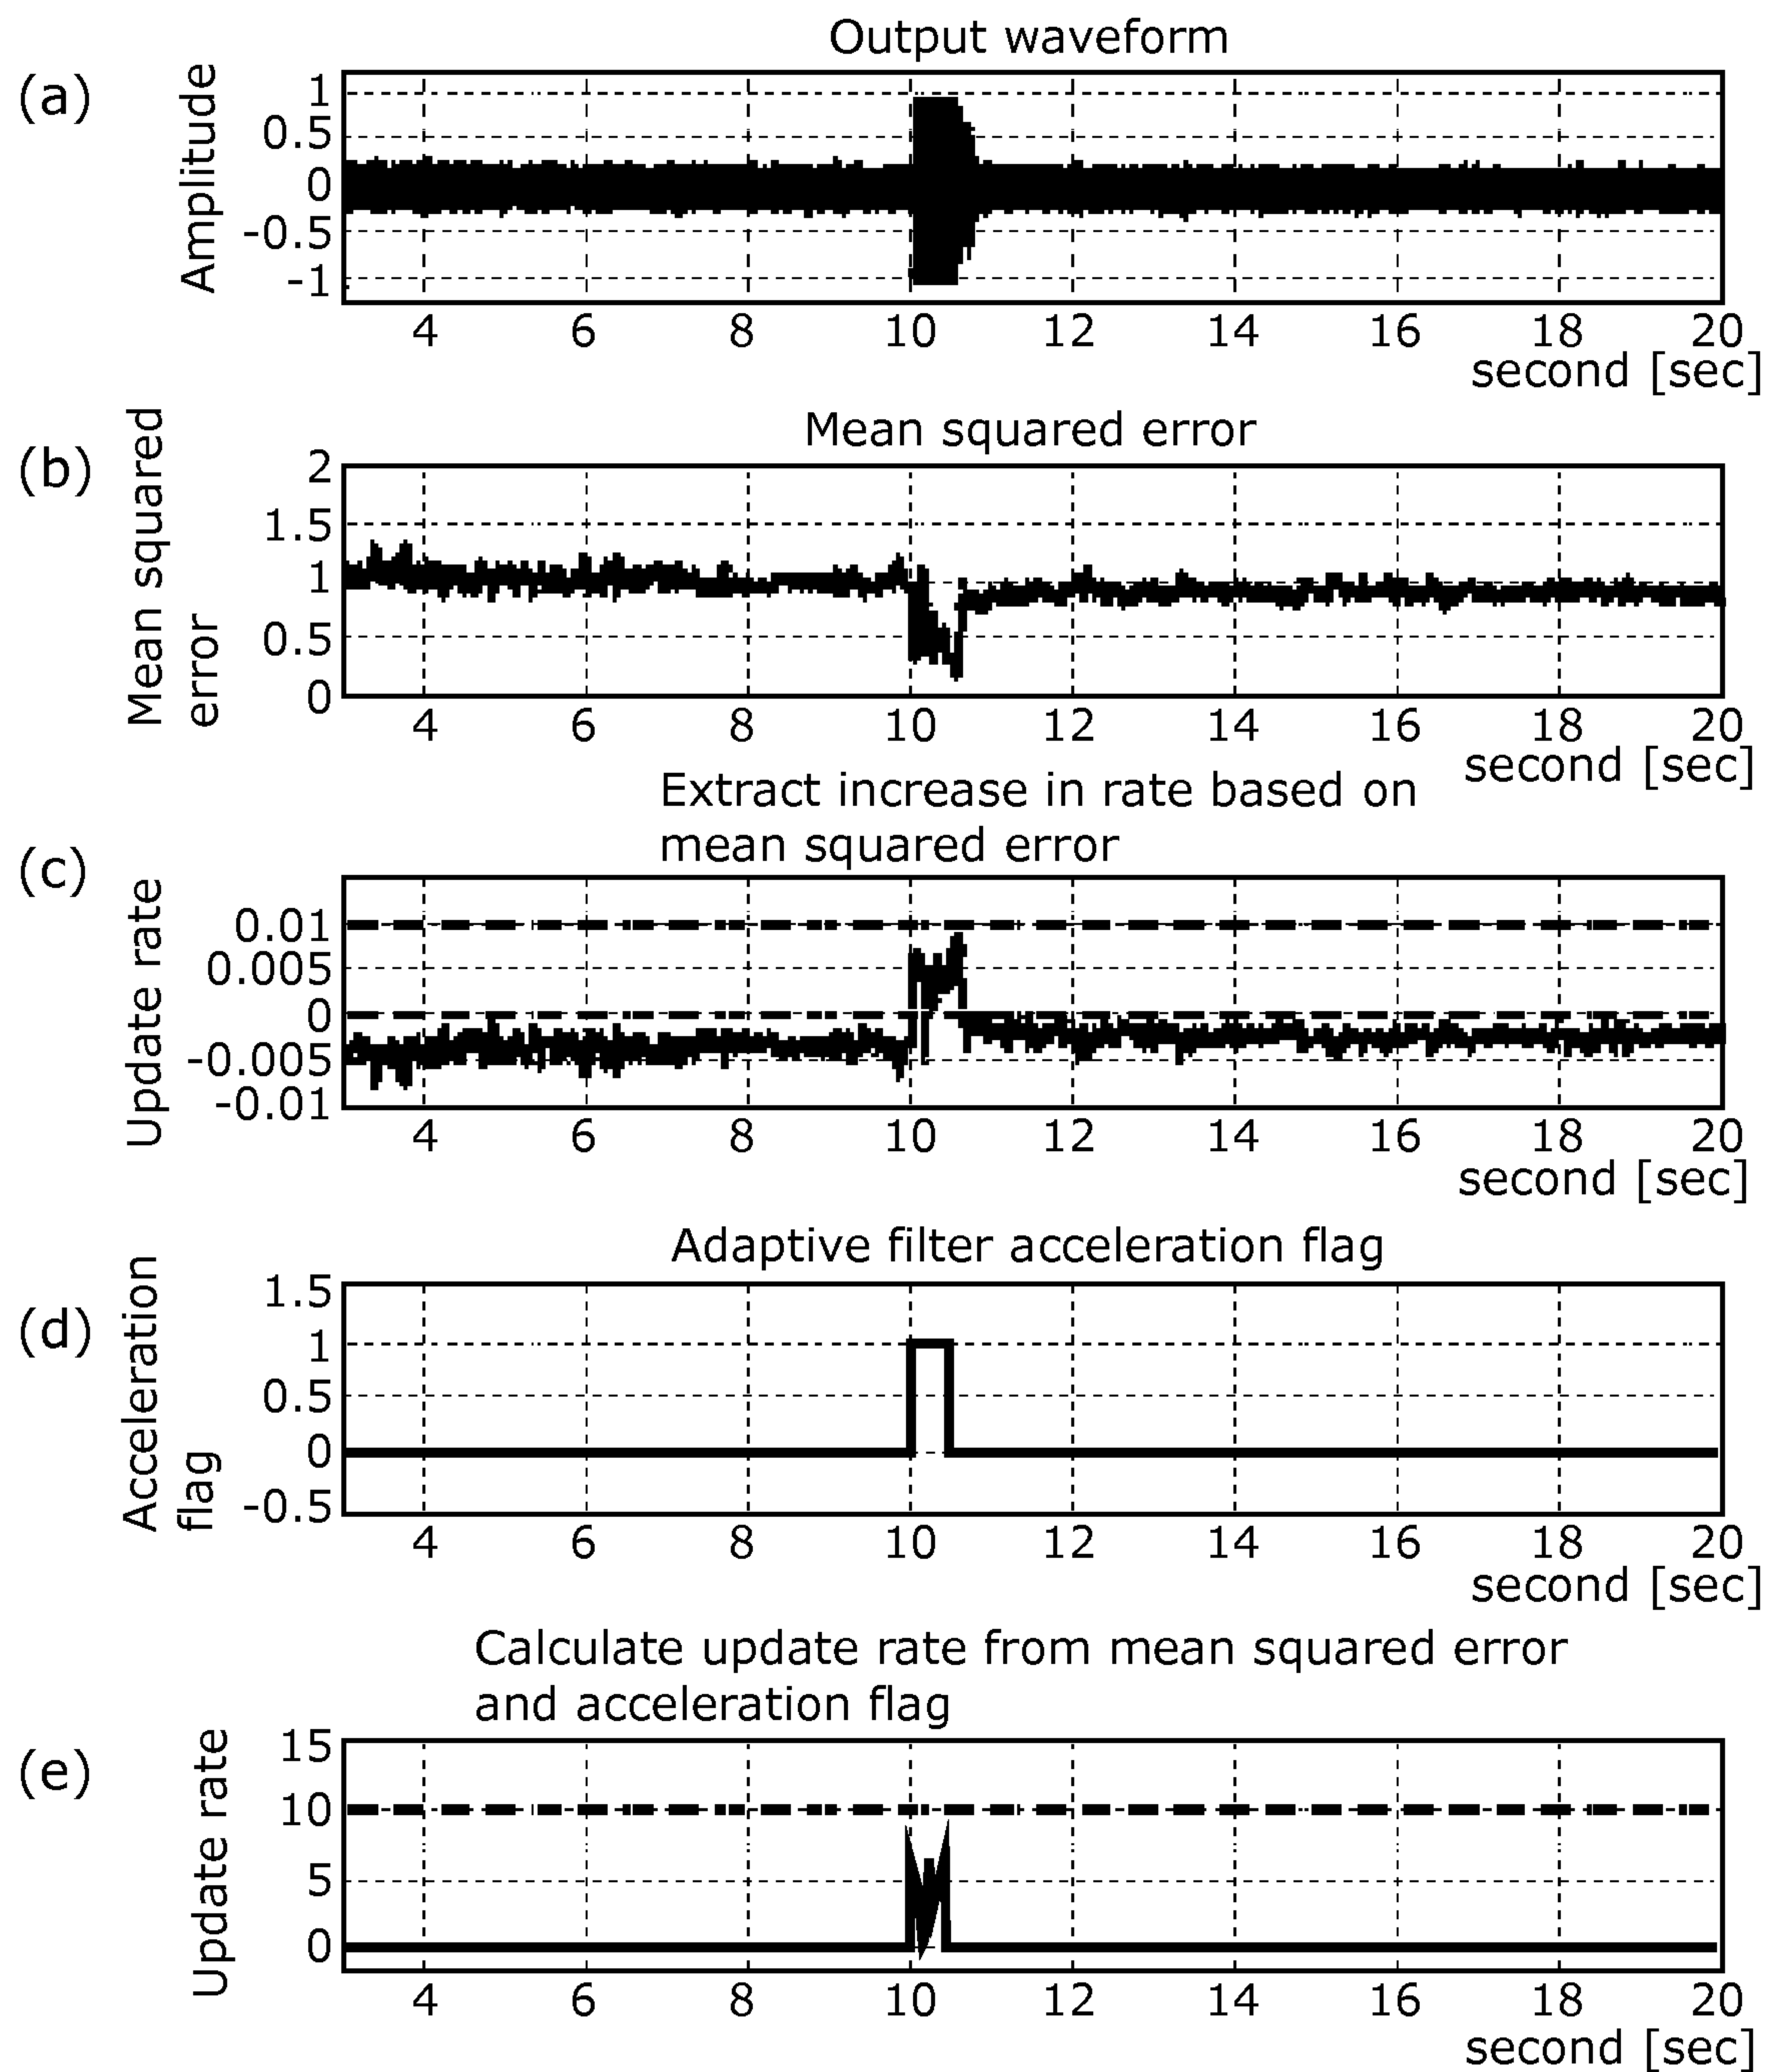 Output waveform
(a)
Amplitude
1
0.5
0
-0.5
-1
4 6 8 10 12 14 16 18 20
second [sec]
Mean squared error
(b)
Mean squared
error
2
1.5
1
0.5
0
4 6 8 10 12 14 16 18 20
second [sec]
Extract increase in rate based on
mean squared error
(c)
Update rate
0.01
0.005
0
-0.005
-0.01
4 6 8 10 12 14 16 18 20
second [sec]
Adaptive filter acceleration flag
(d)
Acceleration
flag
1.5
1
0.5
0
-0.5
4 6 8 10 12 14 16 18 20
second [sec]
Calculate update rate from mean squared error
and acceleration flag
(e)
Update rate
15
10
5
0
4 6 8 10 12 14 16 18 20
second [sec]